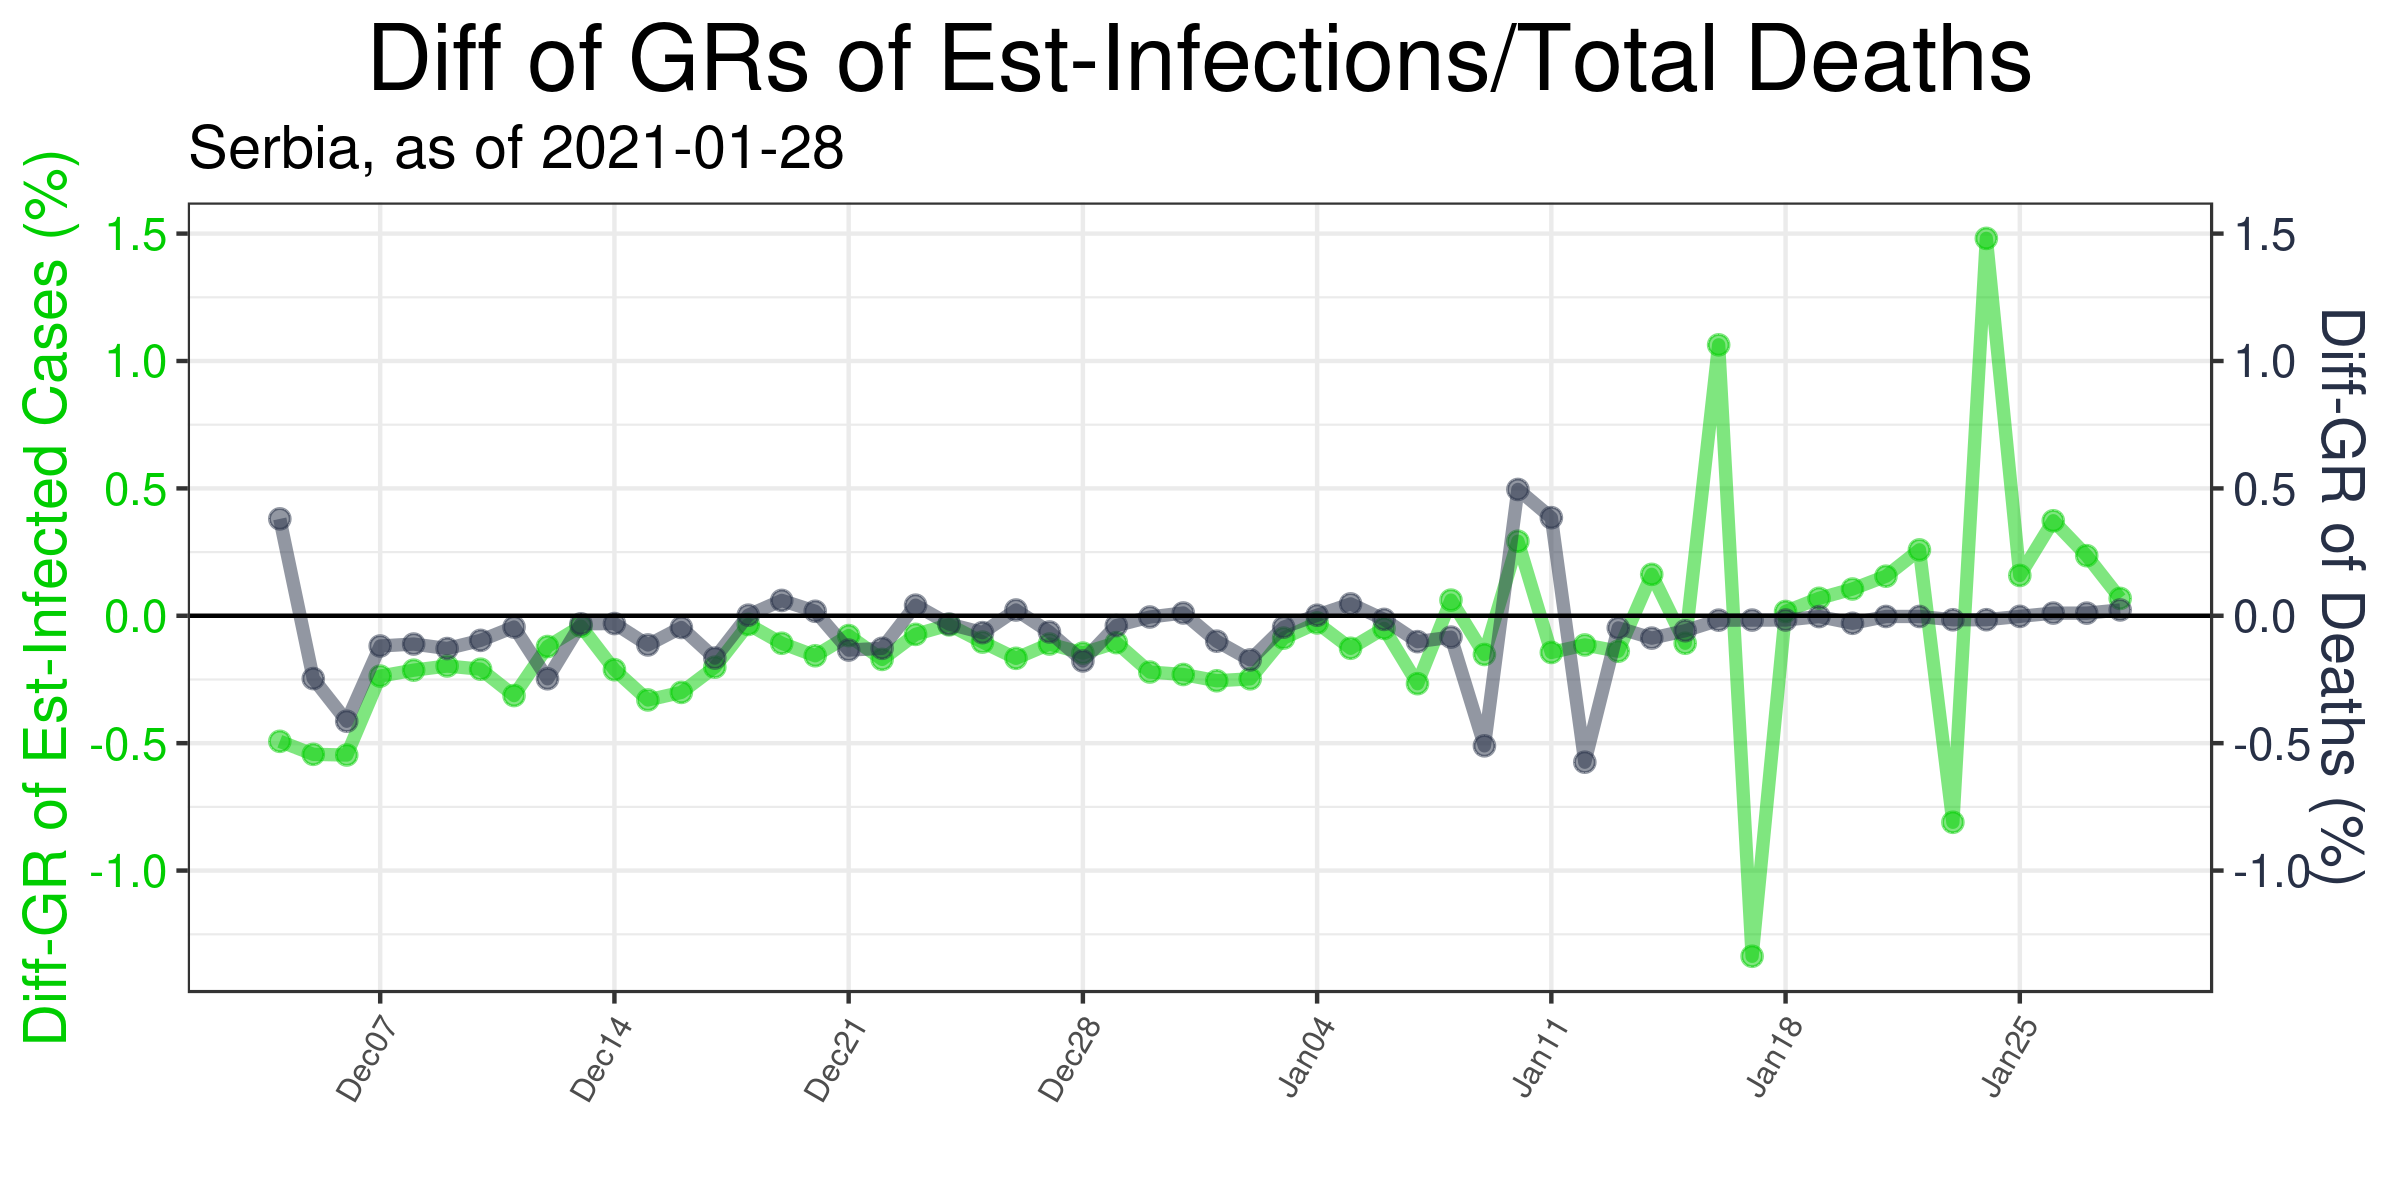 Diff of GRs of Est-Infections/Total Deaths
Serbia, as of 2021-01-28
Diff-GR of Est-Infected Cases (%)
1.5
1.0
0.5
0.0
-0.5
-1.0
1.5
1.0
0.5
0.0
-0.5
-1.0
Diff-GR of Deaths (%)
Dec07
Dec14
Dec21
Dec28
Jan04
Jan11
Jan18
Jan25